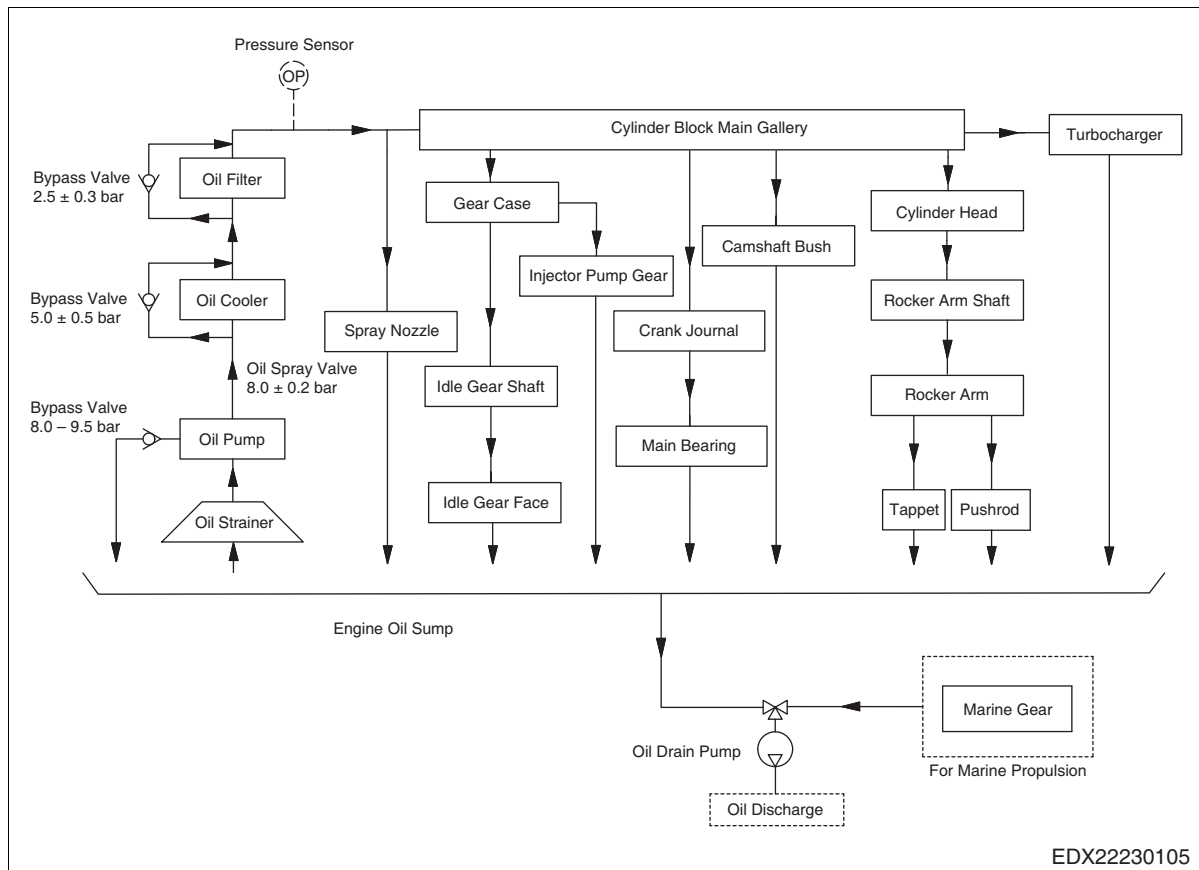 Pressure Sensor
OP
Cylinder Block Main Gallery
Turbocharger
Bypass Valve
2.5 ± 0.3 bar
Oil Filter
Gear Case
Cylinder Head
Camshaft Bush
Injector Pump Gear
Bypass Valve
5.0 ± 0.5 bar
Oil Cooler
Rocker Arm Shaft
Spray Nozzle
Crank Journal
Oil Spray Valve
8.0 ± 0.2 bar
Idle Gear Shaft
Rocker Arm
Bypass Valve
8.0 – 9.5 bar
Oil Pump
Main Bearing
Idle Gear Face
Tappet
Pushrod
Oil Strainer
Engine Oil Sump
Marine Gear
Oil Drain Pump
For Marine Propulsion
Oil Discharge
EDX22230105